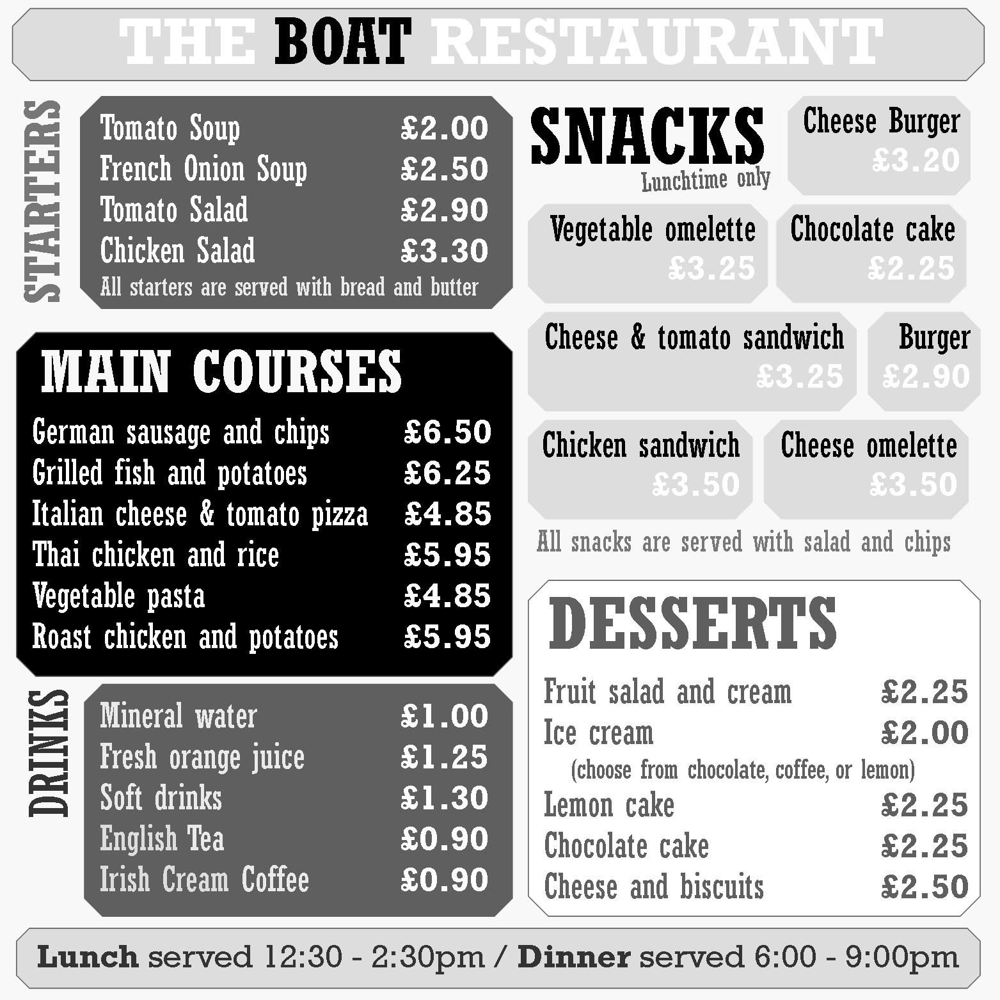 THE BOAT RESTAURANT
STARTERS
Tomato Soup £2.00
French Onion Soup £2.50
Tomato Salad £2.90
Chicken Salad £3.30
All starters are served with bread and butter
MAIN COURSES
German sausage and chips £6.50
Grilled fish and potatoes £6.25
Italian cheese & tomato pizza £4.85
Thai chicken and rice £5.95
Vegetable pasta £4.85
Roast chicken and potatoes £5.95
DRINKS
Mineral water £1.00
Fresh orange juice £1.25
Soft drinks £1.30
English Tea £0.90
Irish Cream Coffee £0.90
SNACKS
Lunchtime only
Cheese Burger
£3.20
Vegetable omelette
£3.25
Chocolate cake
£2.25
Cheese & tomato sandwich
£3.25
Burger
£2.90
Chicken sandwich
£3.50
Cheese omelette
£3.50
All snacks are served with salad and chips
DESSERTS
Fruit salad and cream £2.25
Ice cream £2.00
(choose from chocolate, coffee, or lemon)
Lemon cake £2.25
Chocolate cake £2.25
Cheese and biscuits £2.50
Lunch served 12:30 - 2:30pm / Dinner served 6:00 - 9:00pm